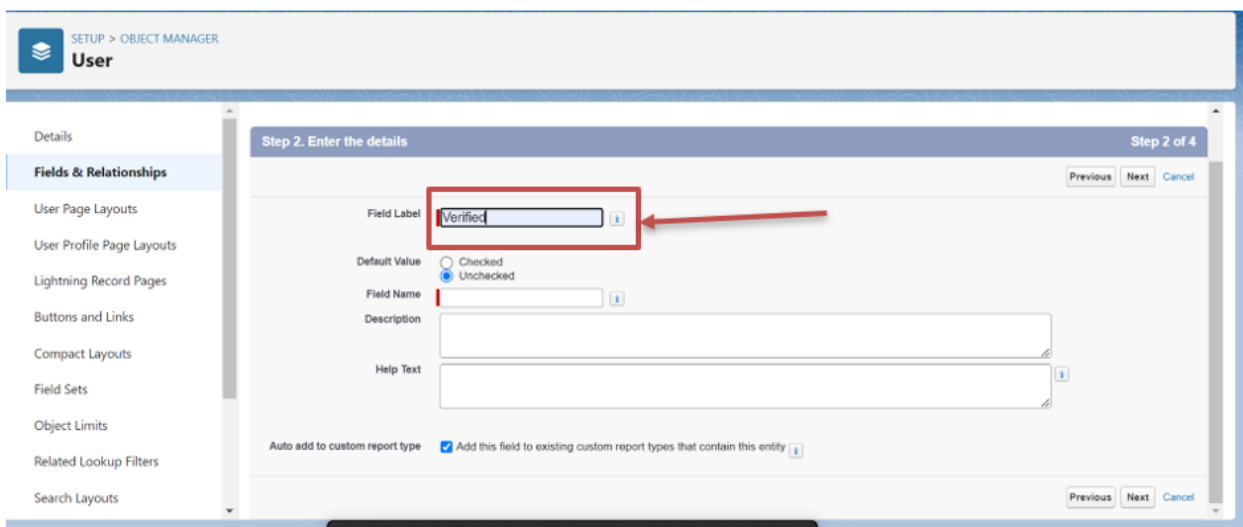 SETUP > OBJECT MANAGER
User
Details
Fields & Relationships
User Page Layouts
User Profile Page Layouts
Lightning Record Pages
Buttons and Links
Compact Layouts
Field Sets
Object Limits
Related Lookup Filters
Search Layouts
Step 2. Enter the details Step 2 of 4
Previous Next Cancel
Field Label Verified i
Default Value Checked
Unchecked
Field Name i
Description
Help Text i
Auto add to custom report type Add this field to existing custom report types that contain this entity i
Previous Next Cancel